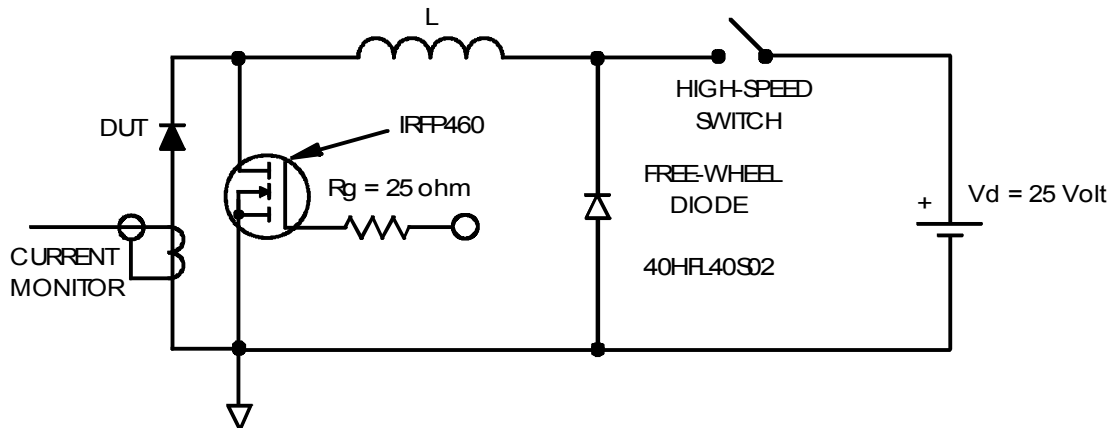 L
HIGH-SPEED
SWITCH
DUT
IRFP460
Rg = 25 ohm
FREE-WHEEL
DIODE
+
Vd = 25 Volt
40HFL40S02
CURRENT
MONITOR